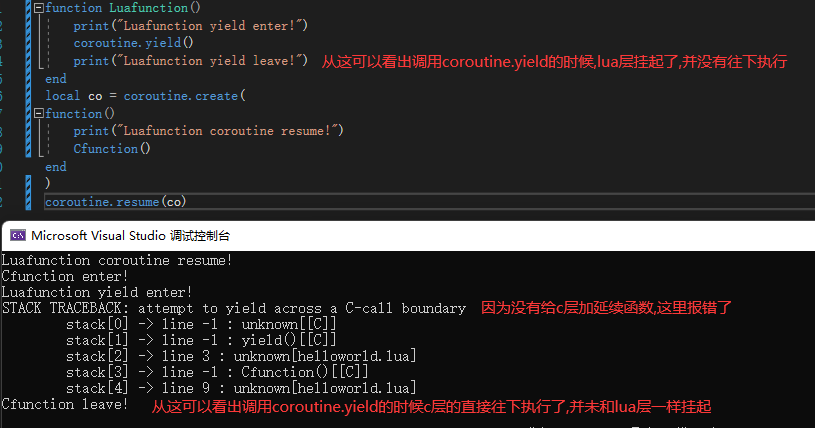 function Luafunction()
print("Luafunction yield enter!")
coroutine.yield()
print("Luafunction yield leave!") 从这可以看出调用coroutine.yield的时候,lua层挂起了,并没有往下执行
end
local co = coroutine.create(
function()
print("Luafunction coroutine resume!")
Cfunction()
end
)
coroutine.resume(co)
Microsoft Visual Studio 调试控制台
Luafunction coroutine resume!
Cfunction enter!
Luafunction yield enter!
STACK TRACEBACK: attempt to yield across a C-call boundary 因为没有给c层加延续函数,这里报错了
stack[0] -> line -1 : unknown[[C]]
stack[1] -> line -1 : yield()[[C]]
stack[2] -> line 3 : unknown[helloworld.lua]
stack[3] -> line -1 : Cfunction()[[C]]
stack[4] -> line 9 : unknown[helloworld.lua]
Cfunction leave! 从这可以看出调用coroutine.yield的时候c层的直接往下执行了,并未和lua层一样挂起